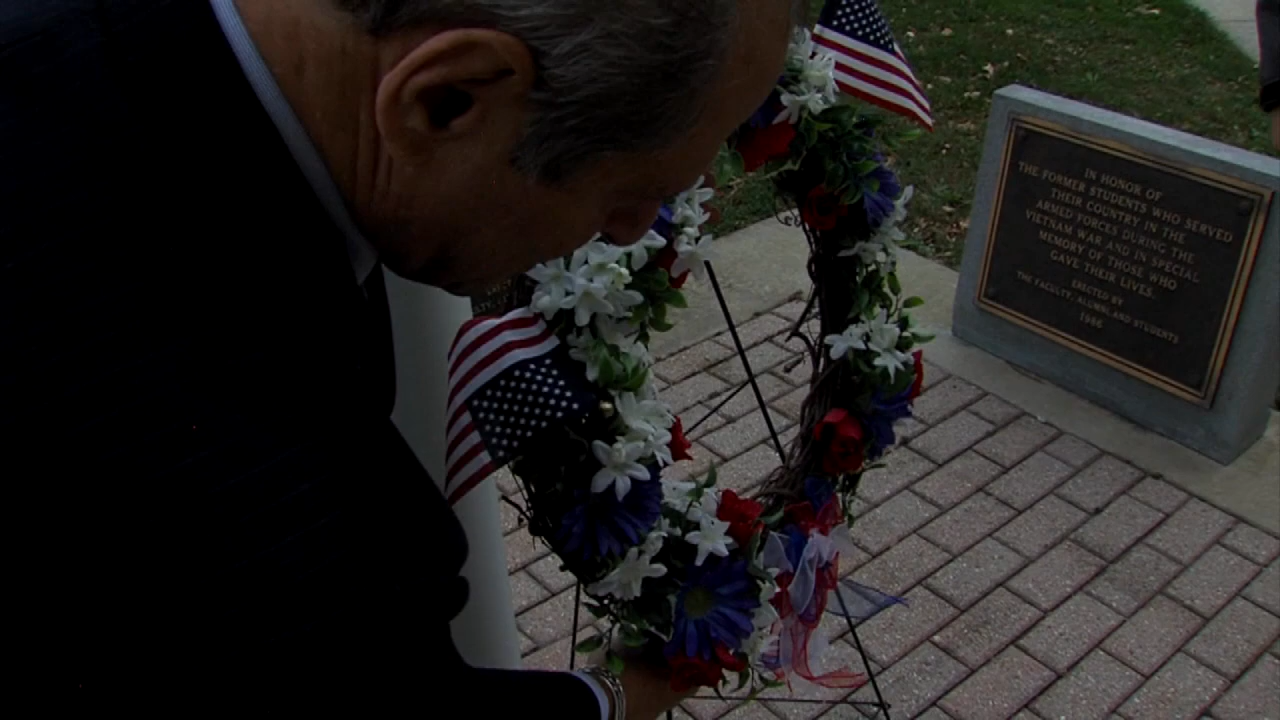 IN HONOR OF
THE FORMER STUDENTS WHO SERVED
THEIR COUNTRY IN THE
ARMED FORCES DURING THE
VIETNAM WAR AND IN SPECIAL
MEMORY OF THOSE WHO
GAVE THEIR LIVES.
ERECTED BY
THE FACULTY, ALUMNI, AND STUDENTS
1986